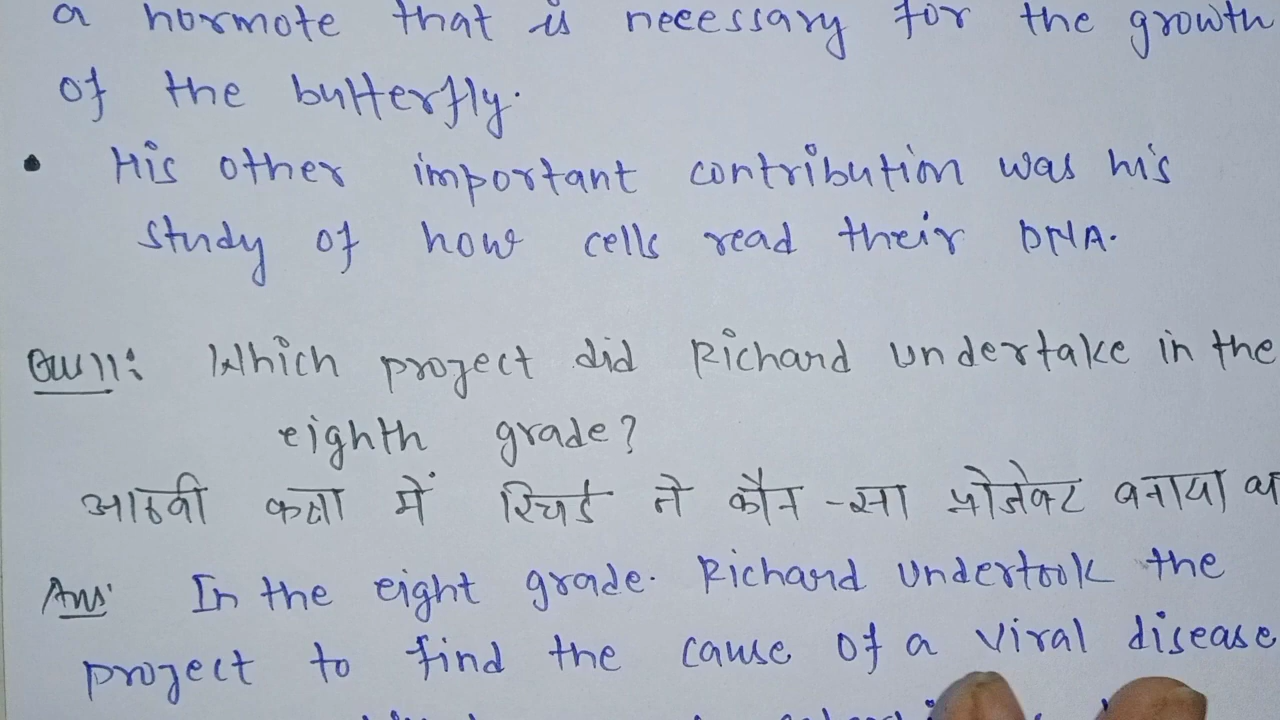 a hormote that is necessary for the growth
of the butterfly.
• His other important contribution was his
study of how cells read their DNA.
Que 11: Which project did Richard undertake in the
eighth grade?
आठवी कक्षा में रिचर्ड ने कौन-सा प्रोजेक्ट बनाया
Ans: In the eight grade. Richard undertook the
project to find the cause of a viral disease